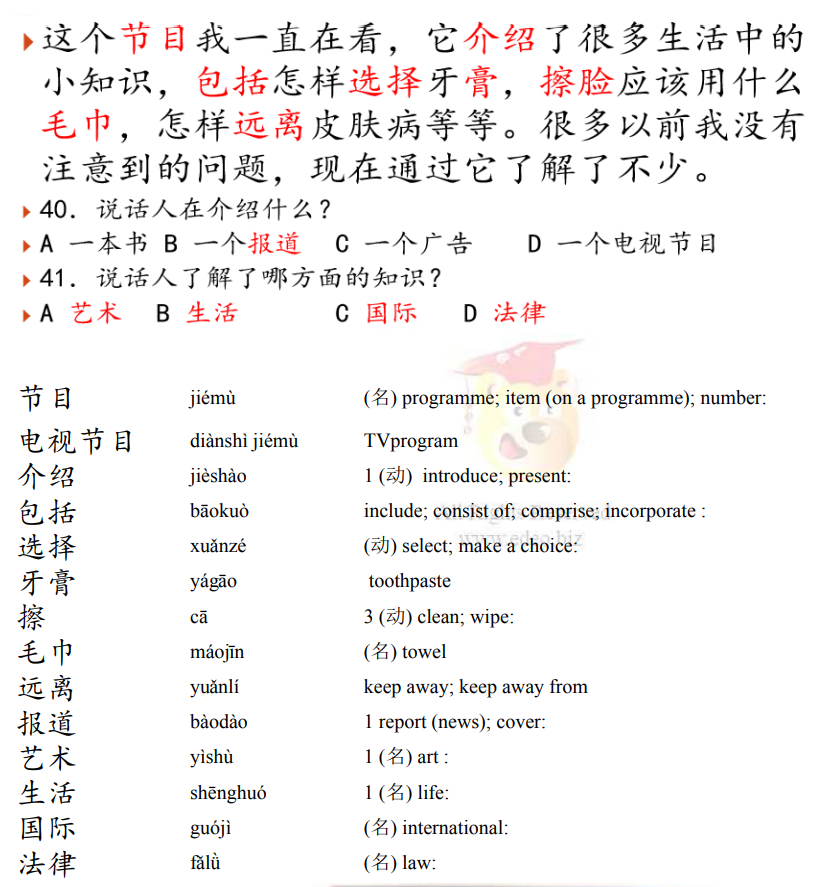 这个节目我一直在看，它介绍了很多生活中的
小知识，包括怎样选择牙膏，擦脸应该用什么
毛巾，怎样远离皮肤病等等。很多以前我没有
注意到的问题，现在通过它了解了不少。
40．说话人在介绍什么？
A 一本书 B 一个报道 C 一个广告 D 一个电视节目
41．说话人了解了哪方面的知识？
A 艺术 B 生活 C 国际 D 法律
节目 jiémù (名) programme; item (on a programme); number:
电视节目 diànshì jiémù TVprogram
介绍 jièshào 1 (动) introduce; present:
包括 bāokuò include; consist of; comprise; incorporate :
选择 xuǎnzé (动) select; make a choice:
牙膏 yágāo toothpaste
擦 cā 3 (动) clean; wipe:
毛巾 máojīn (名) towel
远离 yuǎnlí keep away; keep away from
报道 bàodào 1 report (news); cover:
艺术 yìshù 1 (名) art :
生活 shēnghuó 1 (名) life:
国际 guójì (名) international:
法律 fǎlǜ (名) law: